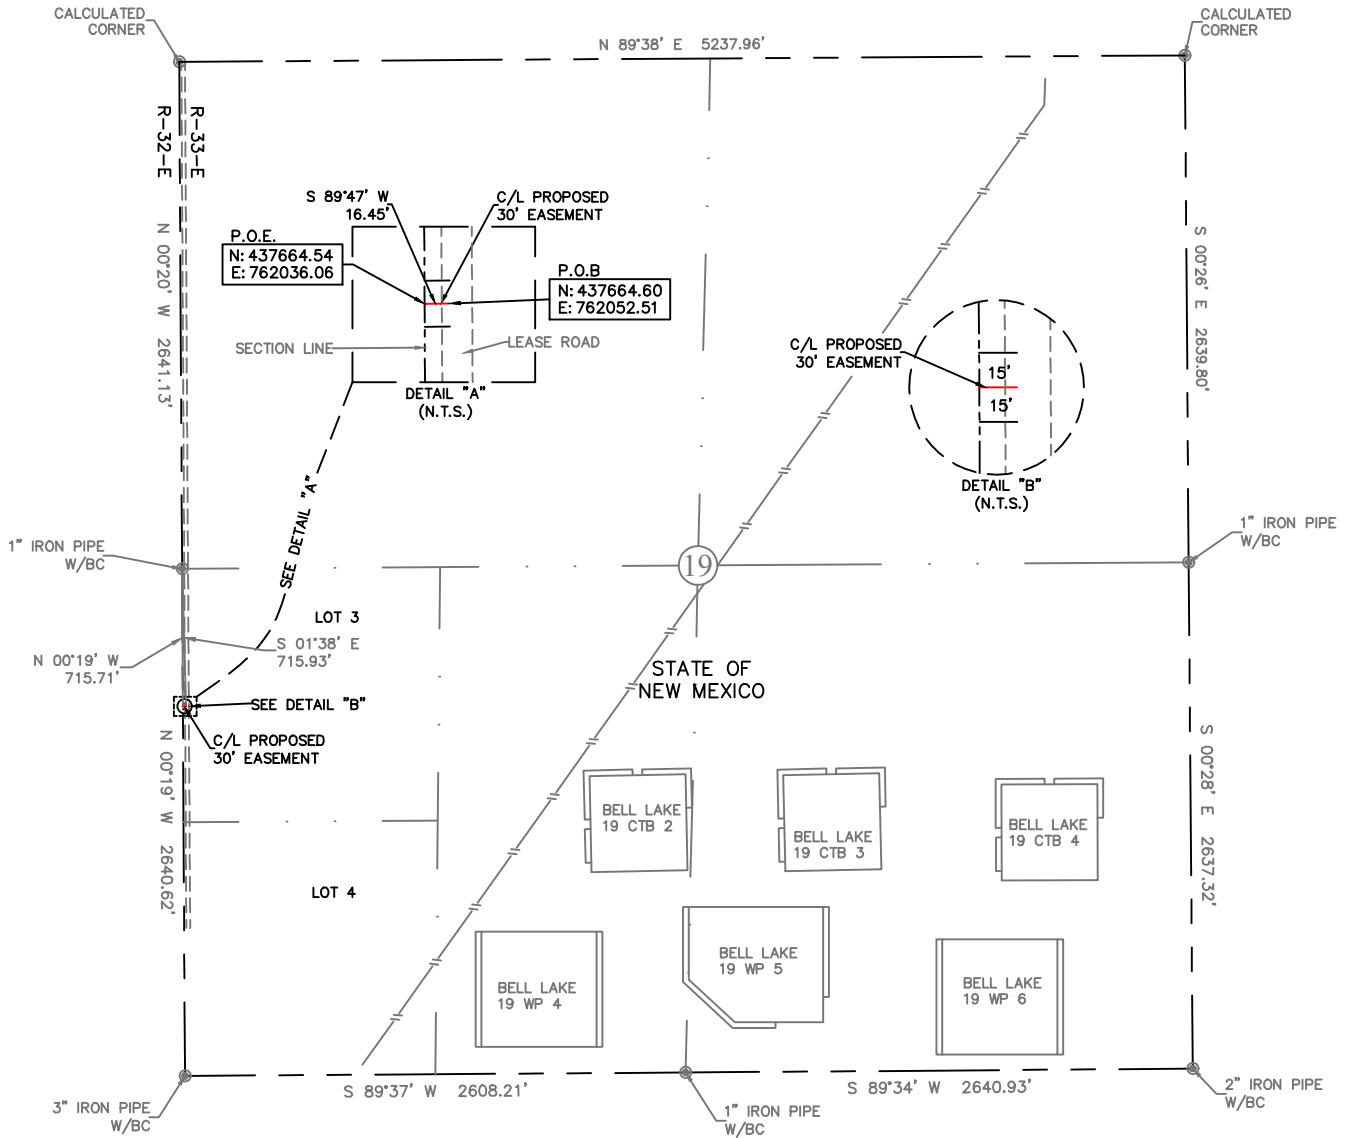 CALCULATED
CORNER
N 89°38' E 5237.96'
CALCULATED
CORNER
R-32-E
R-33-E
N 00°20' W 2641.13'
S 00°26' E 2639.80'
S 89°47' W
16.45'
C/L PROPOSED
30' EASEMENT
P.O.E.
N: 437664.54
E: 762036.06
P.O.B
N: 437664.60
E: 762052.51
SECTION LINE
LEASE ROAD
DETAIL "A"
(N.T.S.)
C/L PROPOSED
30' EASEMENT
15'
15'
DETAIL "B"
(N.T.S.)
SEE DETAIL "A"
1" IRON PIPE
W/BC
19
1" IRON PIPE
W/BC
LOT 3
S 01°38' E
715.93'
N 00°19' W
715.71'
SEE DETAIL "B"
C/L PROPOSED
30' EASEMENT
STATE OF
NEW MEXICO
N 00°19' W 2640.62'
S 00°28' E 2637.32'
BELL LAKE
19 CTB 2
BELL LAKE
19 CTB 3
BELL LAKE
19 CTB 4
LOT 4
BELL LAKE
19 WP 4
BELL LAKE
19 WP 5
BELL LAKE
19 WP 6
S 89°37' W 2608.21'
S 89°34' W 2640.93'
3" IRON PIPE
W/BC
1" IRON PIPE
W/BC
2" IRON PIPE
W/BC